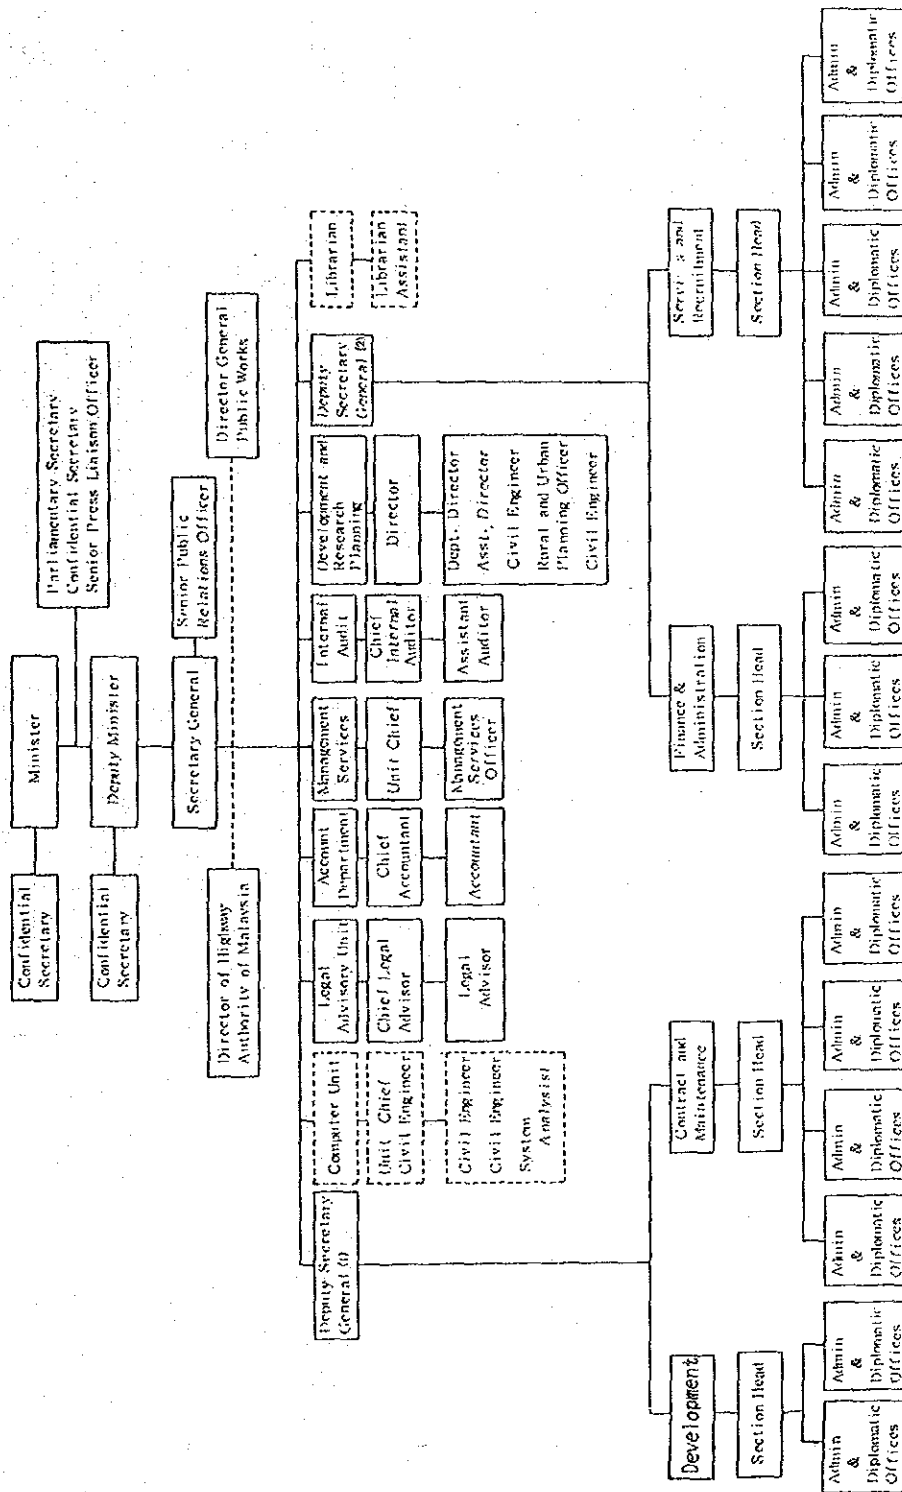 Minister
Confidential
Secretary
Parliamentary Secretary
Confidential Secretary
Senior Press Liaison Officer
Deputy Minister
Confidential
Secretary
Secretary General
Senior Public
Relations Officer
Director of Higway
Authority of Malaysia
Director General
Public Works
Deputy Secretary
General (1)
Computer Unit
Unit Chief
Civil Engineer
Civil Engineer
Civil Engineer
System
Analysist
Legal
Advisory Unit
Chief Legal
Advisor
Legal
Advisor
Account
Department
Chief
Accountant
Accountant
Management
Services
Unit Chief
Management
Services
Officer
Internal
Audit
Chief
Internal
Auditor
Assistant
Auditor
Development and
Research
Planning
Director
Dept. Director
Asst. Director
Civil Engineer
Rural and Urban
Planning Officer
Civil Engineer
Deputy
Secretary
General (2)
Librarian
Librarian
Assistant
Development
Section Head
Admin
&
Diplomatic
Offices
Admin
&
Diplomatic
Offices
Contract and
Maintenance
Section Head
Admin
&
Diplomatic
Offices
Admin
&
Diplomatic
Offices
Admin
&
Diplomatic
Offices
Admin
&
Diplomatic
Offices
Finance &
Administration
Section Head
Admin
&
Diplomatic
Offices
Admin
&
Diplomatic
Offices
Admin
&
Diplomatic
Offices
and
Recruitment
Section Head
Admin
&
Diplomatic
Offices
Admin
&
Diplomatic
Offices
Admin
&
Diplomatic
Offices
Admin
&
Diplomatic
Offices
Admin
&
Diplomatic
Offices